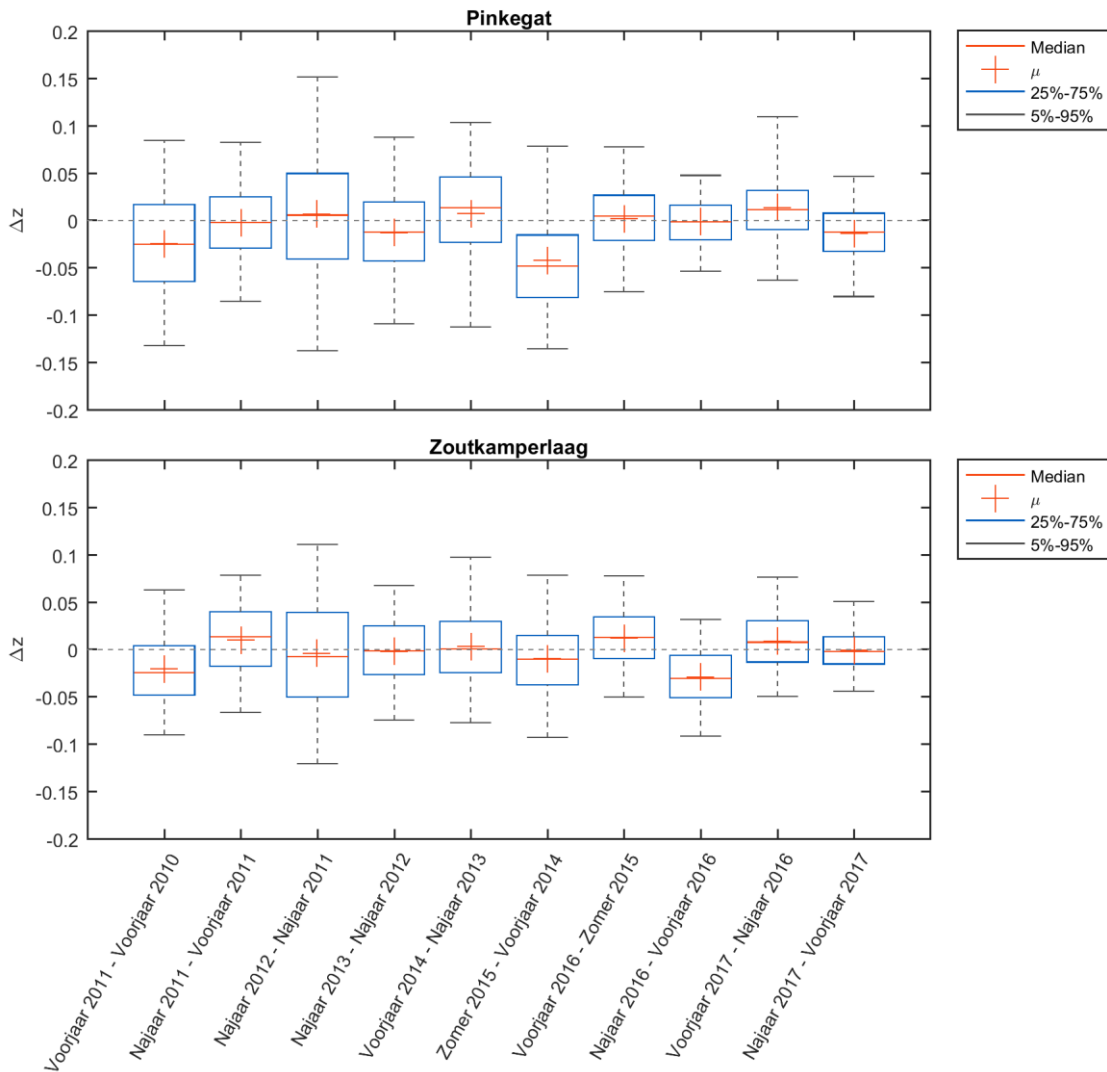 Pinkegat
0.2
0.15
0.1
0.05
0
-0.05
-0.1
-0.15
-0.2
Δz
Median
μ
25%-75%
5%-95%
Zoutkamperlaag
0.2
0.15
0.1
0.05
0
-0.05
-0.1
-0.15
-0.2
Δz
Median
μ
25%-75%
5%-95%
Voorjaar 2011 - Voorjaar 2010
Najaar 2011 - Voorjaar 2011
Najaar 2012 - Najaar 2011
Najaar 2013 - Najaar 2012
Voorjaar 2014 - Najaar 2013
Zomer 2015 - Voorjaar 2014
Voorjaar 2016 - Zomer 2015
Najaar 2016 - Voorjaar 2016
Voorjaar 2017 - Najaar 2016
Najaar 2017 - Voorjaar 2017